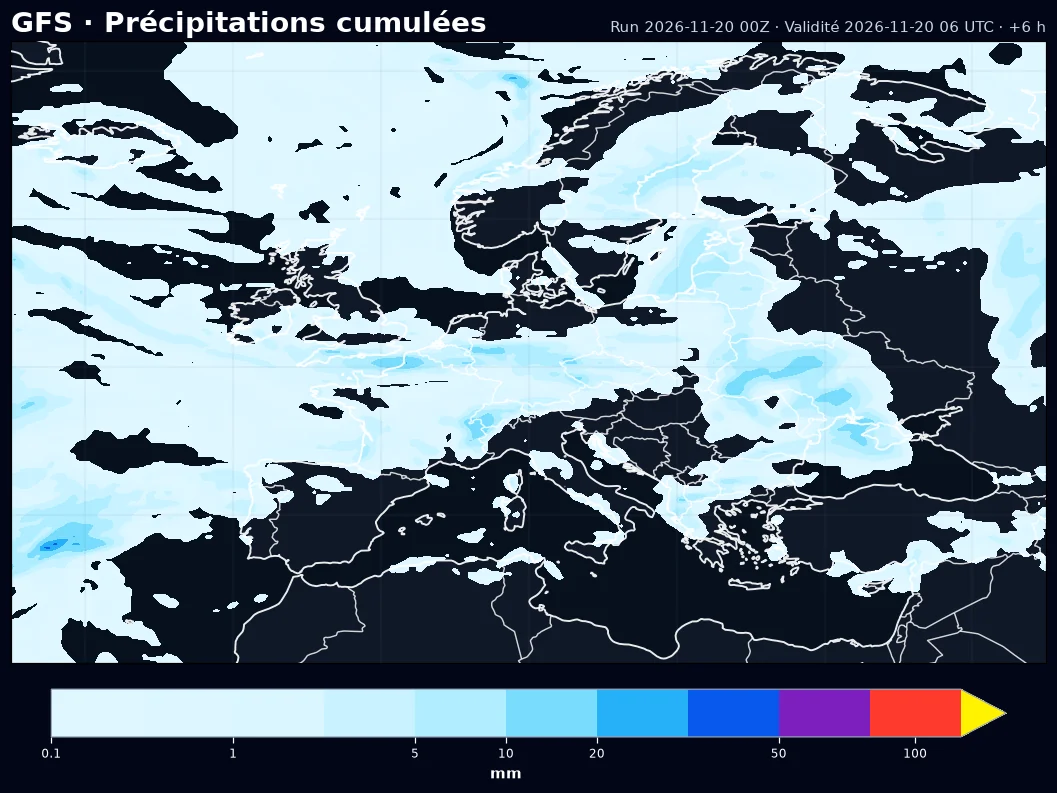 GFS · Précipitations cumulées
Run 2026-11-20 00Z · Validité 2026-11-20 06 UTC · +6 h
0.1 1 5 10 20 50 100
mm